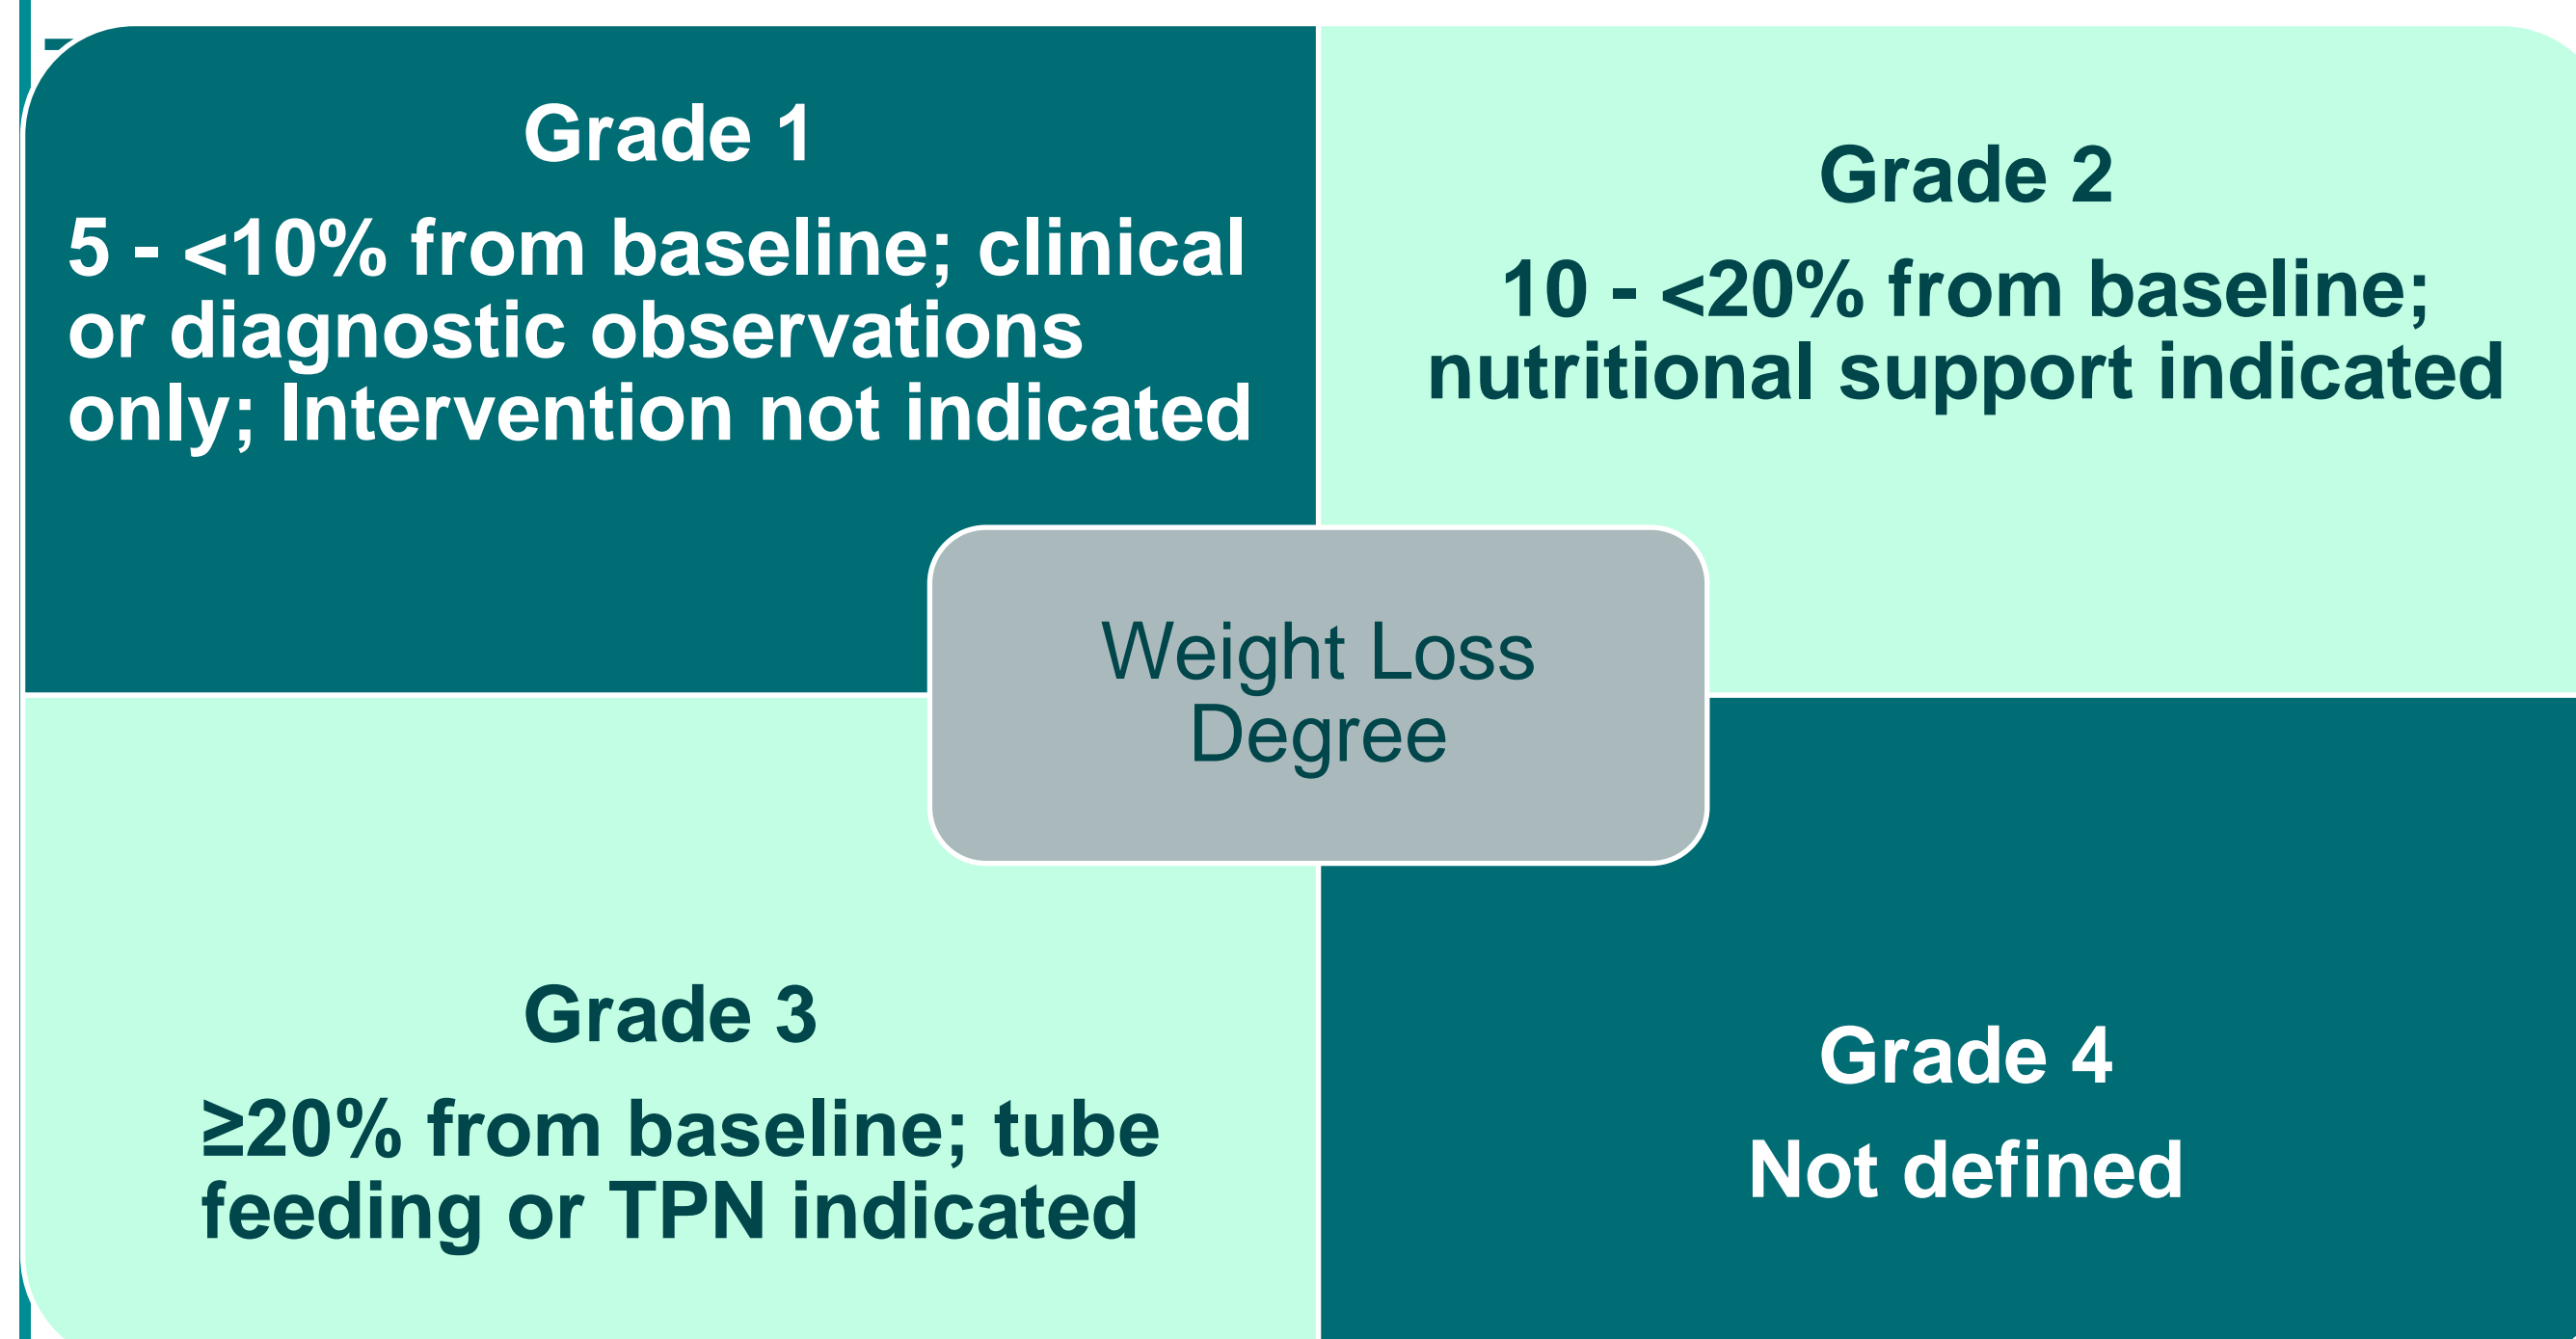 Grade 1
5 - <10% from baseline; clinical
or diagnostic observations
only; Intervention not indicated
Grade 2
10 - <20% from baseline;
nutritional support indicated
Weight Loss
Degree
Grade 3
≥20% from baseline; tube
feeding or TPN indicated
Grade 4
Not defined